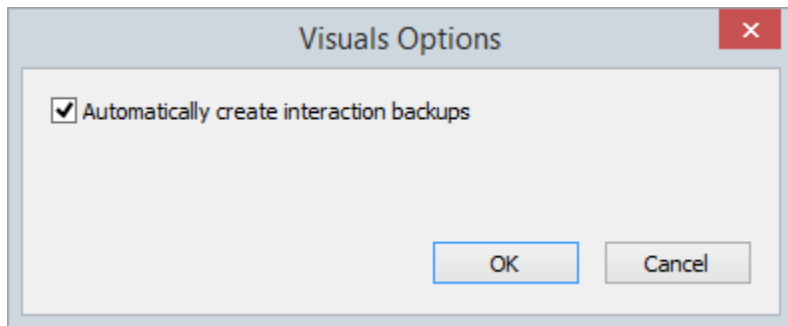 Visuals Options
Automatically create interaction backups
OK
Cancel